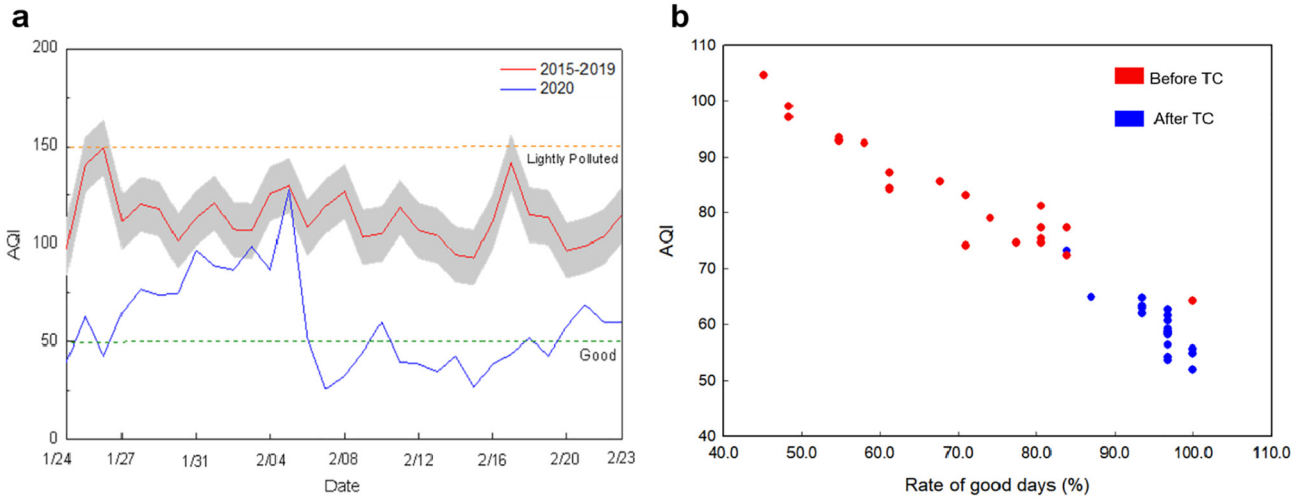 a
200
150
100
50
0
AQI
2015-2019
2020
Lightly Polluted
Good
1/24 1/27 1/31 2/04 2/08 2/12 2/16 2/20 2/23
Date
b
110
100
90
80
70
60
50
40
AQI
Before TC
After TC
40.0 50.0 60.0 70.0 80.0 90.0 100.0 110.0
Rate of good days (%)